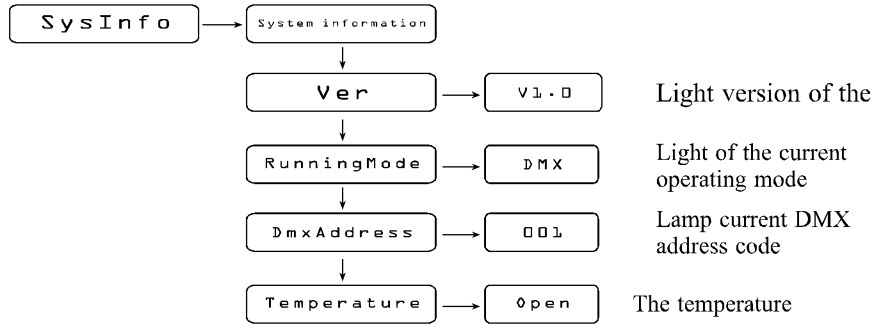 SysInfo
System information
Ver
V1.0
Light version of the
RunningMode
DMX
Light of the current
operating mode
DmxAddress
001
Lamp current DMX
address code
Temperature
Open
The temperature